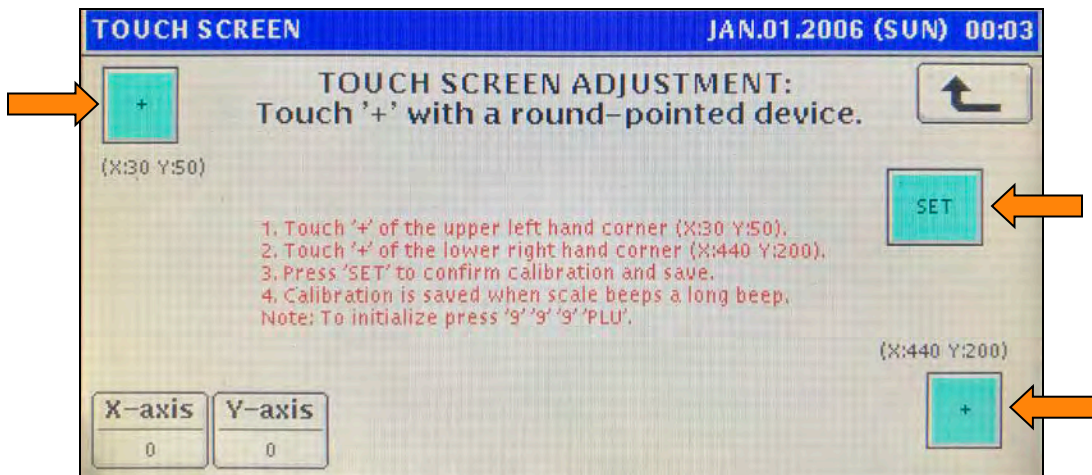 TOUCH SCREEN JAN.01.2006 (SUN) 00:03
TOUCH SCREEN ADJUSTMENT:
Touch '+' with a round-pointed device.
+
(X:30 Y:50)
SET
1. Touch '+' of the upper left hand corner (X:30 Y:50).
2. Touch '+' of the lower right hand corner (X:440 Y:200).
3. Press 'SET' to confirm calibration and save.
4. Calibration is saved when scale beeps a long beep.
Note: To initialize press '9' '9' '9' 'PLU'.
(X:440 Y:200)
+
X-axis Y-axis
0 0